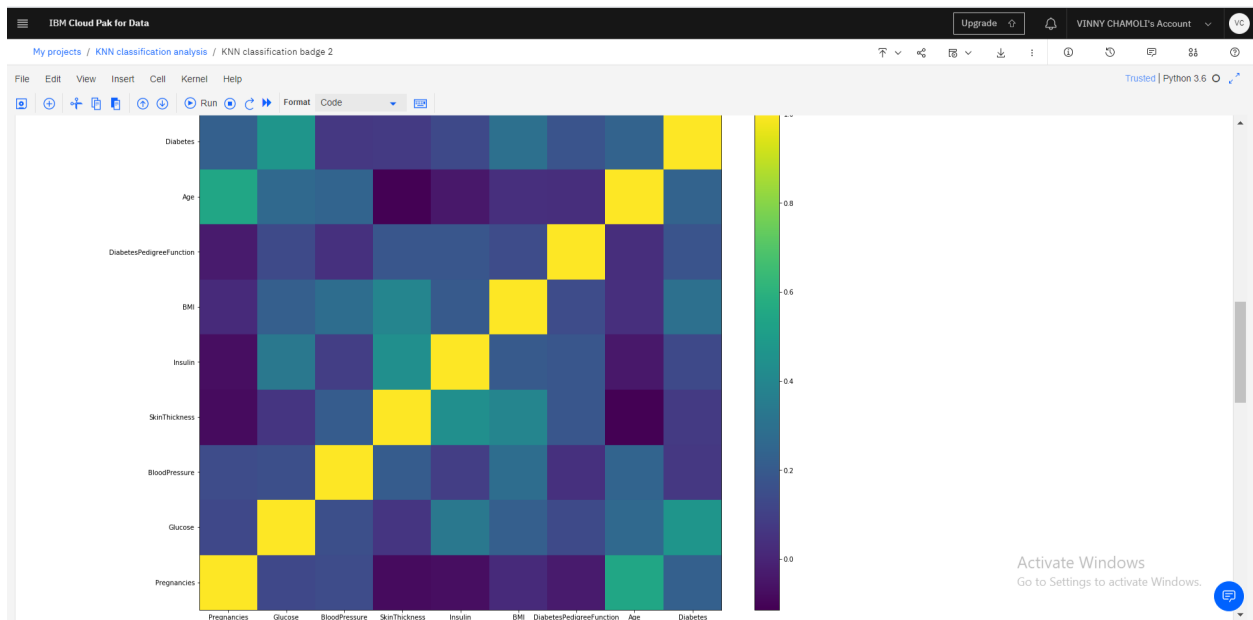 IBM Cloud Pak for Data
Upgrade
VINNY CHAMOLI's Account
VC
My projects / KNN classification analysis / KNN classification badge 2
File Edit View Insert Cell Kernel Help
Trusted | Python 3.6
Run
Format
Code
Diabetes
Age
DiabetesPedigreeFunction
BMI
Insulin
SkinThickness
BloodPressure
Glucose
Pregnancies
Pregnancies Glucose BloodPressure SkinThickness Insulin BMI DiabetesPedigreeFunction Age Diabetes
0.8
0.6
0.4
0.2
0.0
Activate Windows
Go to Settings to activate Windows.